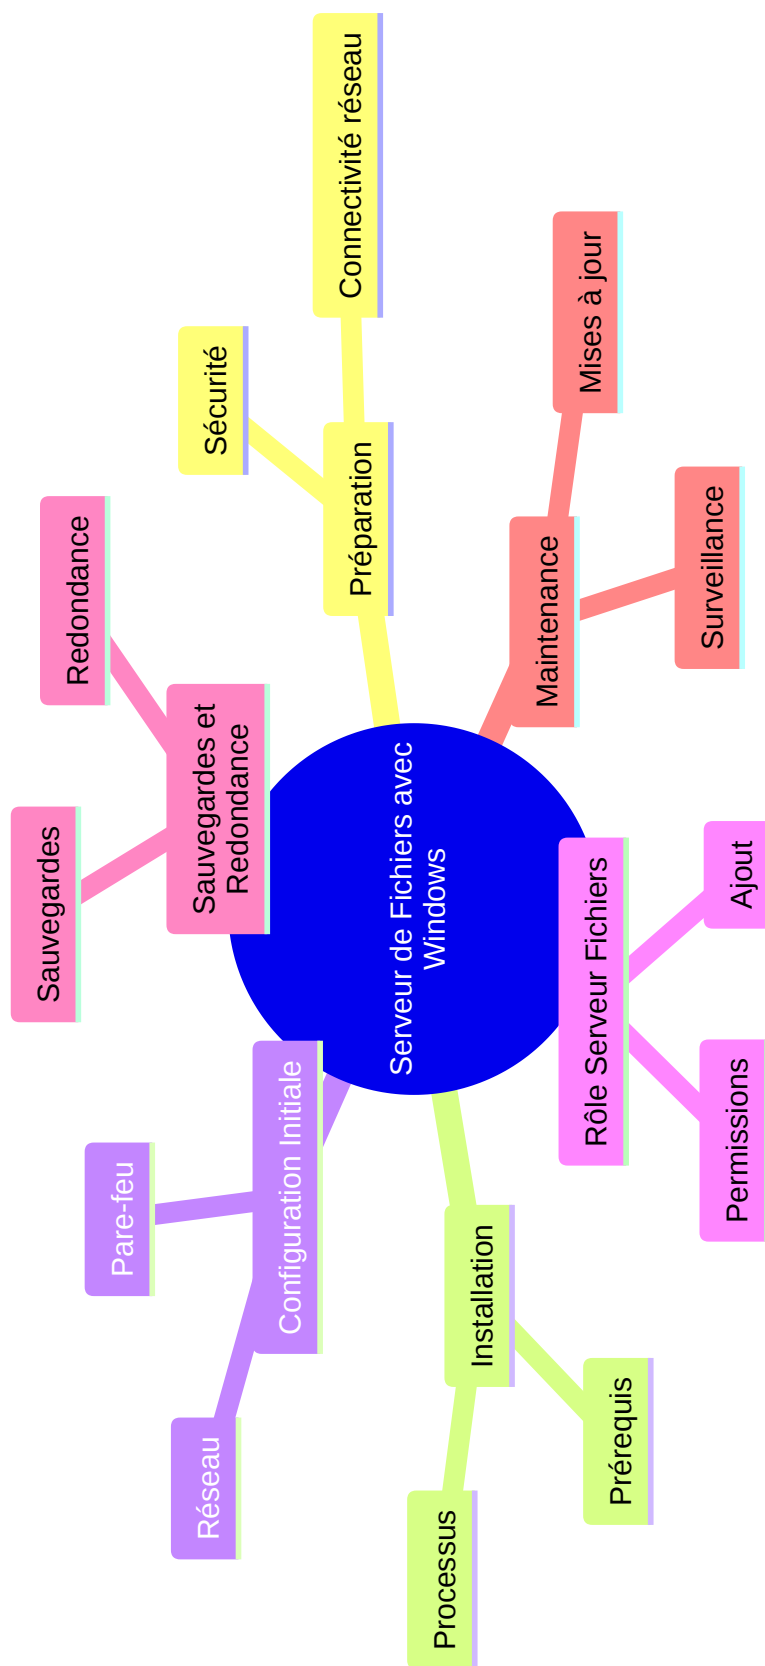 Serveur de Fichiers avec
Windows
Préparation
Connectivité réseau
Sécurité
Maintenance
Mises à jour
Surveillance
Rôle Serveur Fichiers
Ajout
Permissions
Installation
Prérequis
Processus
Configuration Initiale
Réseau
Pare-feu
Sauvegardes et
Redondance
Sauvegardes
Redondance